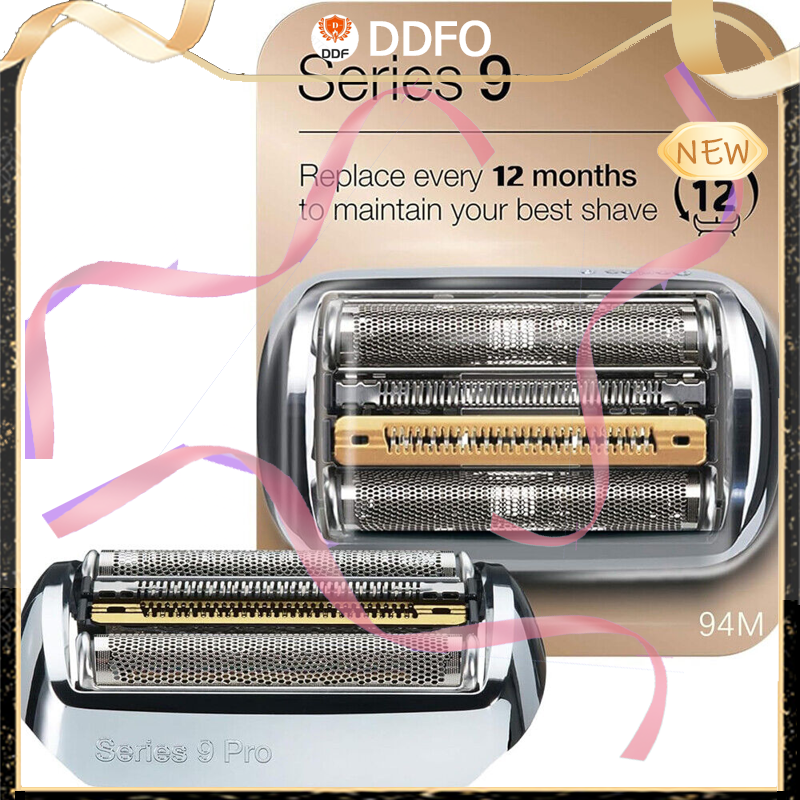 DDF
DDFO
Series 9
NEW
Replace every 12 months
to maintain your best shave
12
94M
Series 9 Pro